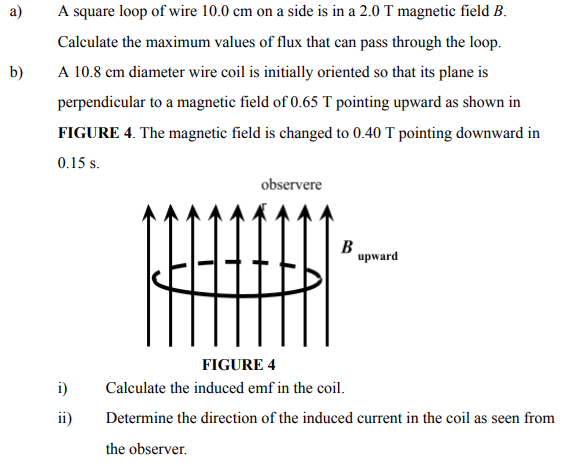 a) A square loop of wire 10.0 cm on a side is in a 2.0 T magnetic field B.
Calculate the maximum values of flux that can pass through the loop.
b) A 10.8 cm diameter wire coil is initially oriented so that its plane is
perpendicular to a magnetic field of 0.65 T pointing upward as shown in
FIGURE 4. The magnetic field is changed to 0.40 T pointing downward in
0.15 s.
observere
r
B upward
FIGURE 4
i) Calculate the induced emf in the coil.
ii) Determine the direction of the induced current in the coil as seen from
the observer.